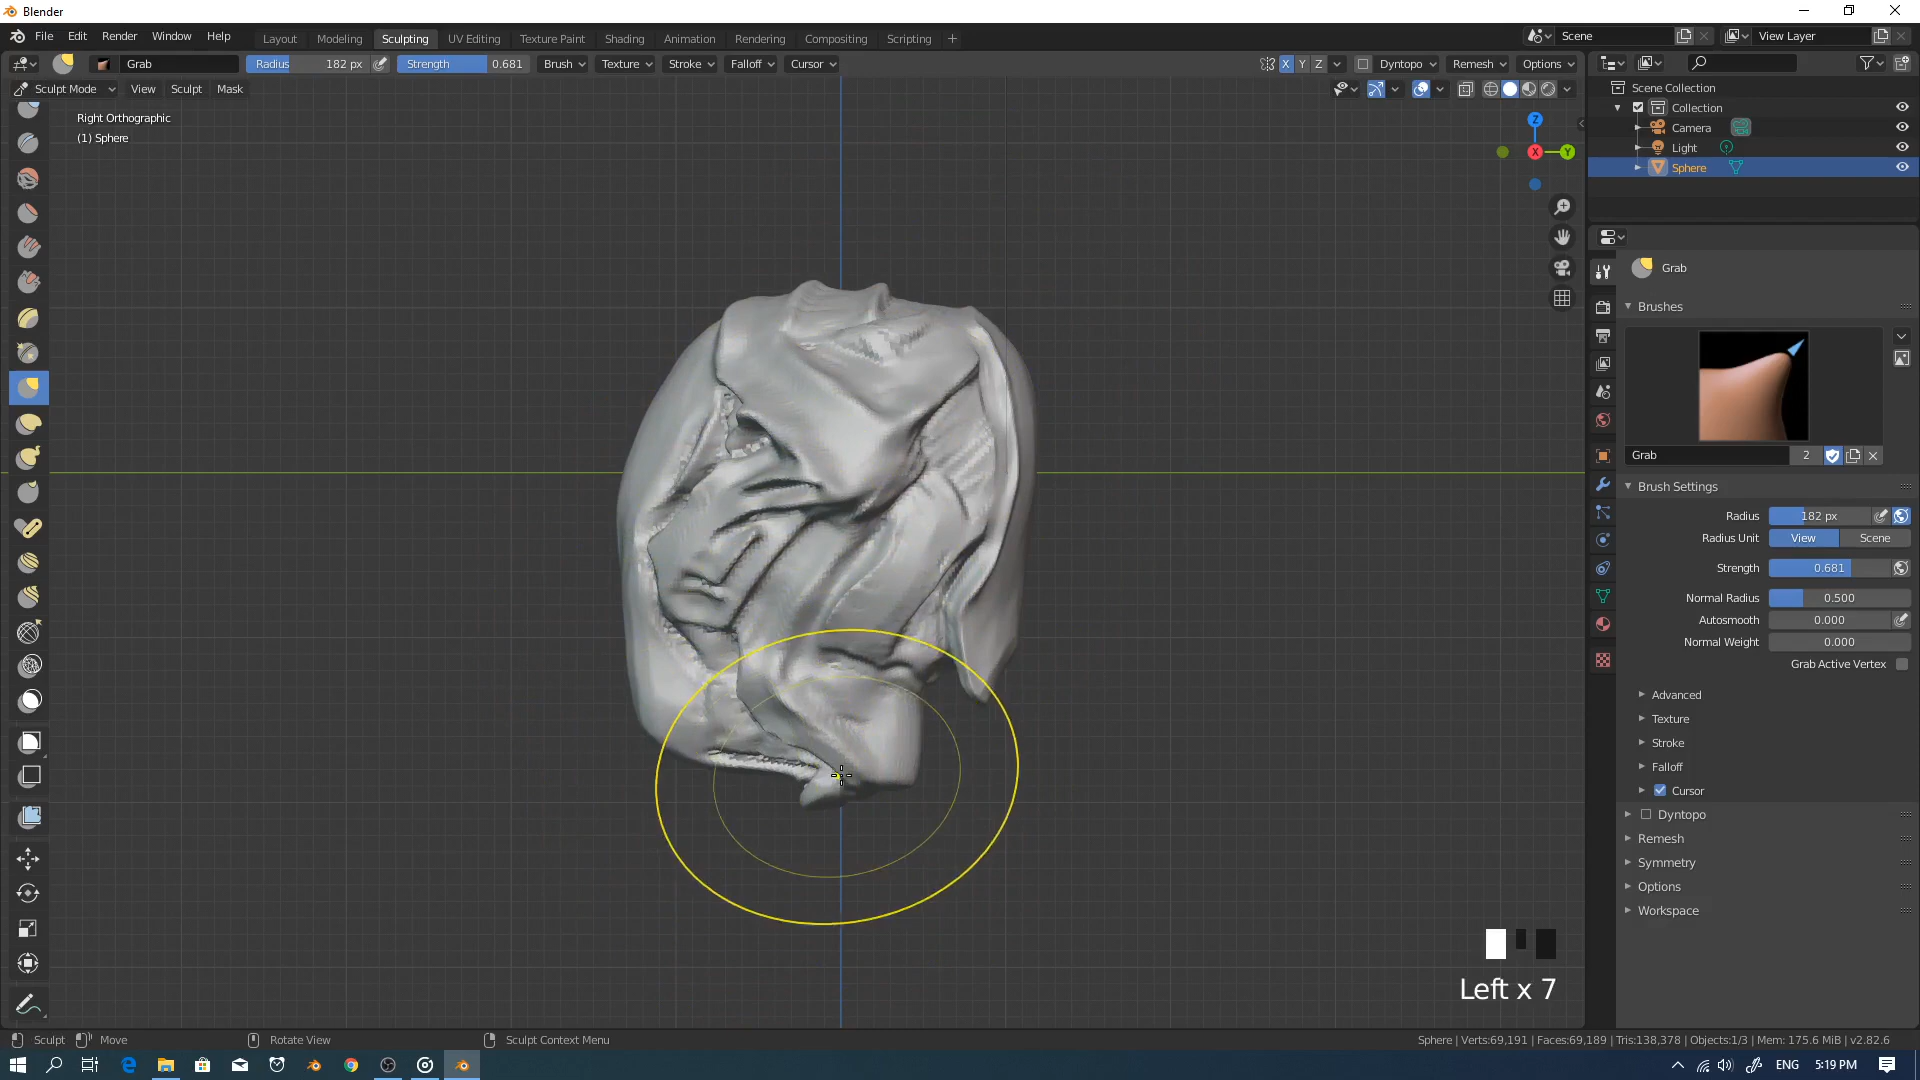 Blender
File Edit Render Window Help
Layout Modeling Sculpting UV Editing Texture Paint Shading Animation Rendering Compositing Scripting +
Scene View Layer
Grab Radius 182 px Strength 0.681 Brush Texture Stroke Falloff Cursor X Y Z Dyntopo Remesh Options
Sculpt Mode View Sculpt Mask
Right Orthographic
(1) Sphere
Z
X Y
Scene Collection
Collection
Camera
Light
Sphere
Grab
Brushes
Grab 2
Brush Settings
Radius 182 px
Radius Unit View Scene
Strength 0.681
Normal Radius 0.500
Autosmooth 0.000
Normal Weight 0.000
Grab Active Vertex
Advanced
Texture
Stroke
Falloff
Cursor
Dyntopo
Remesh
Symmetry
Options
Workspace
Left x 7
Sculpt Move Rotate View Sculpt Context Menu
Sphere | Verts:69,191 | Faces:69,189 | Tris:138,378 | Objects:1/3 | Mem: 175.6 MiB | v2.82.6
ENG 5:19 PM